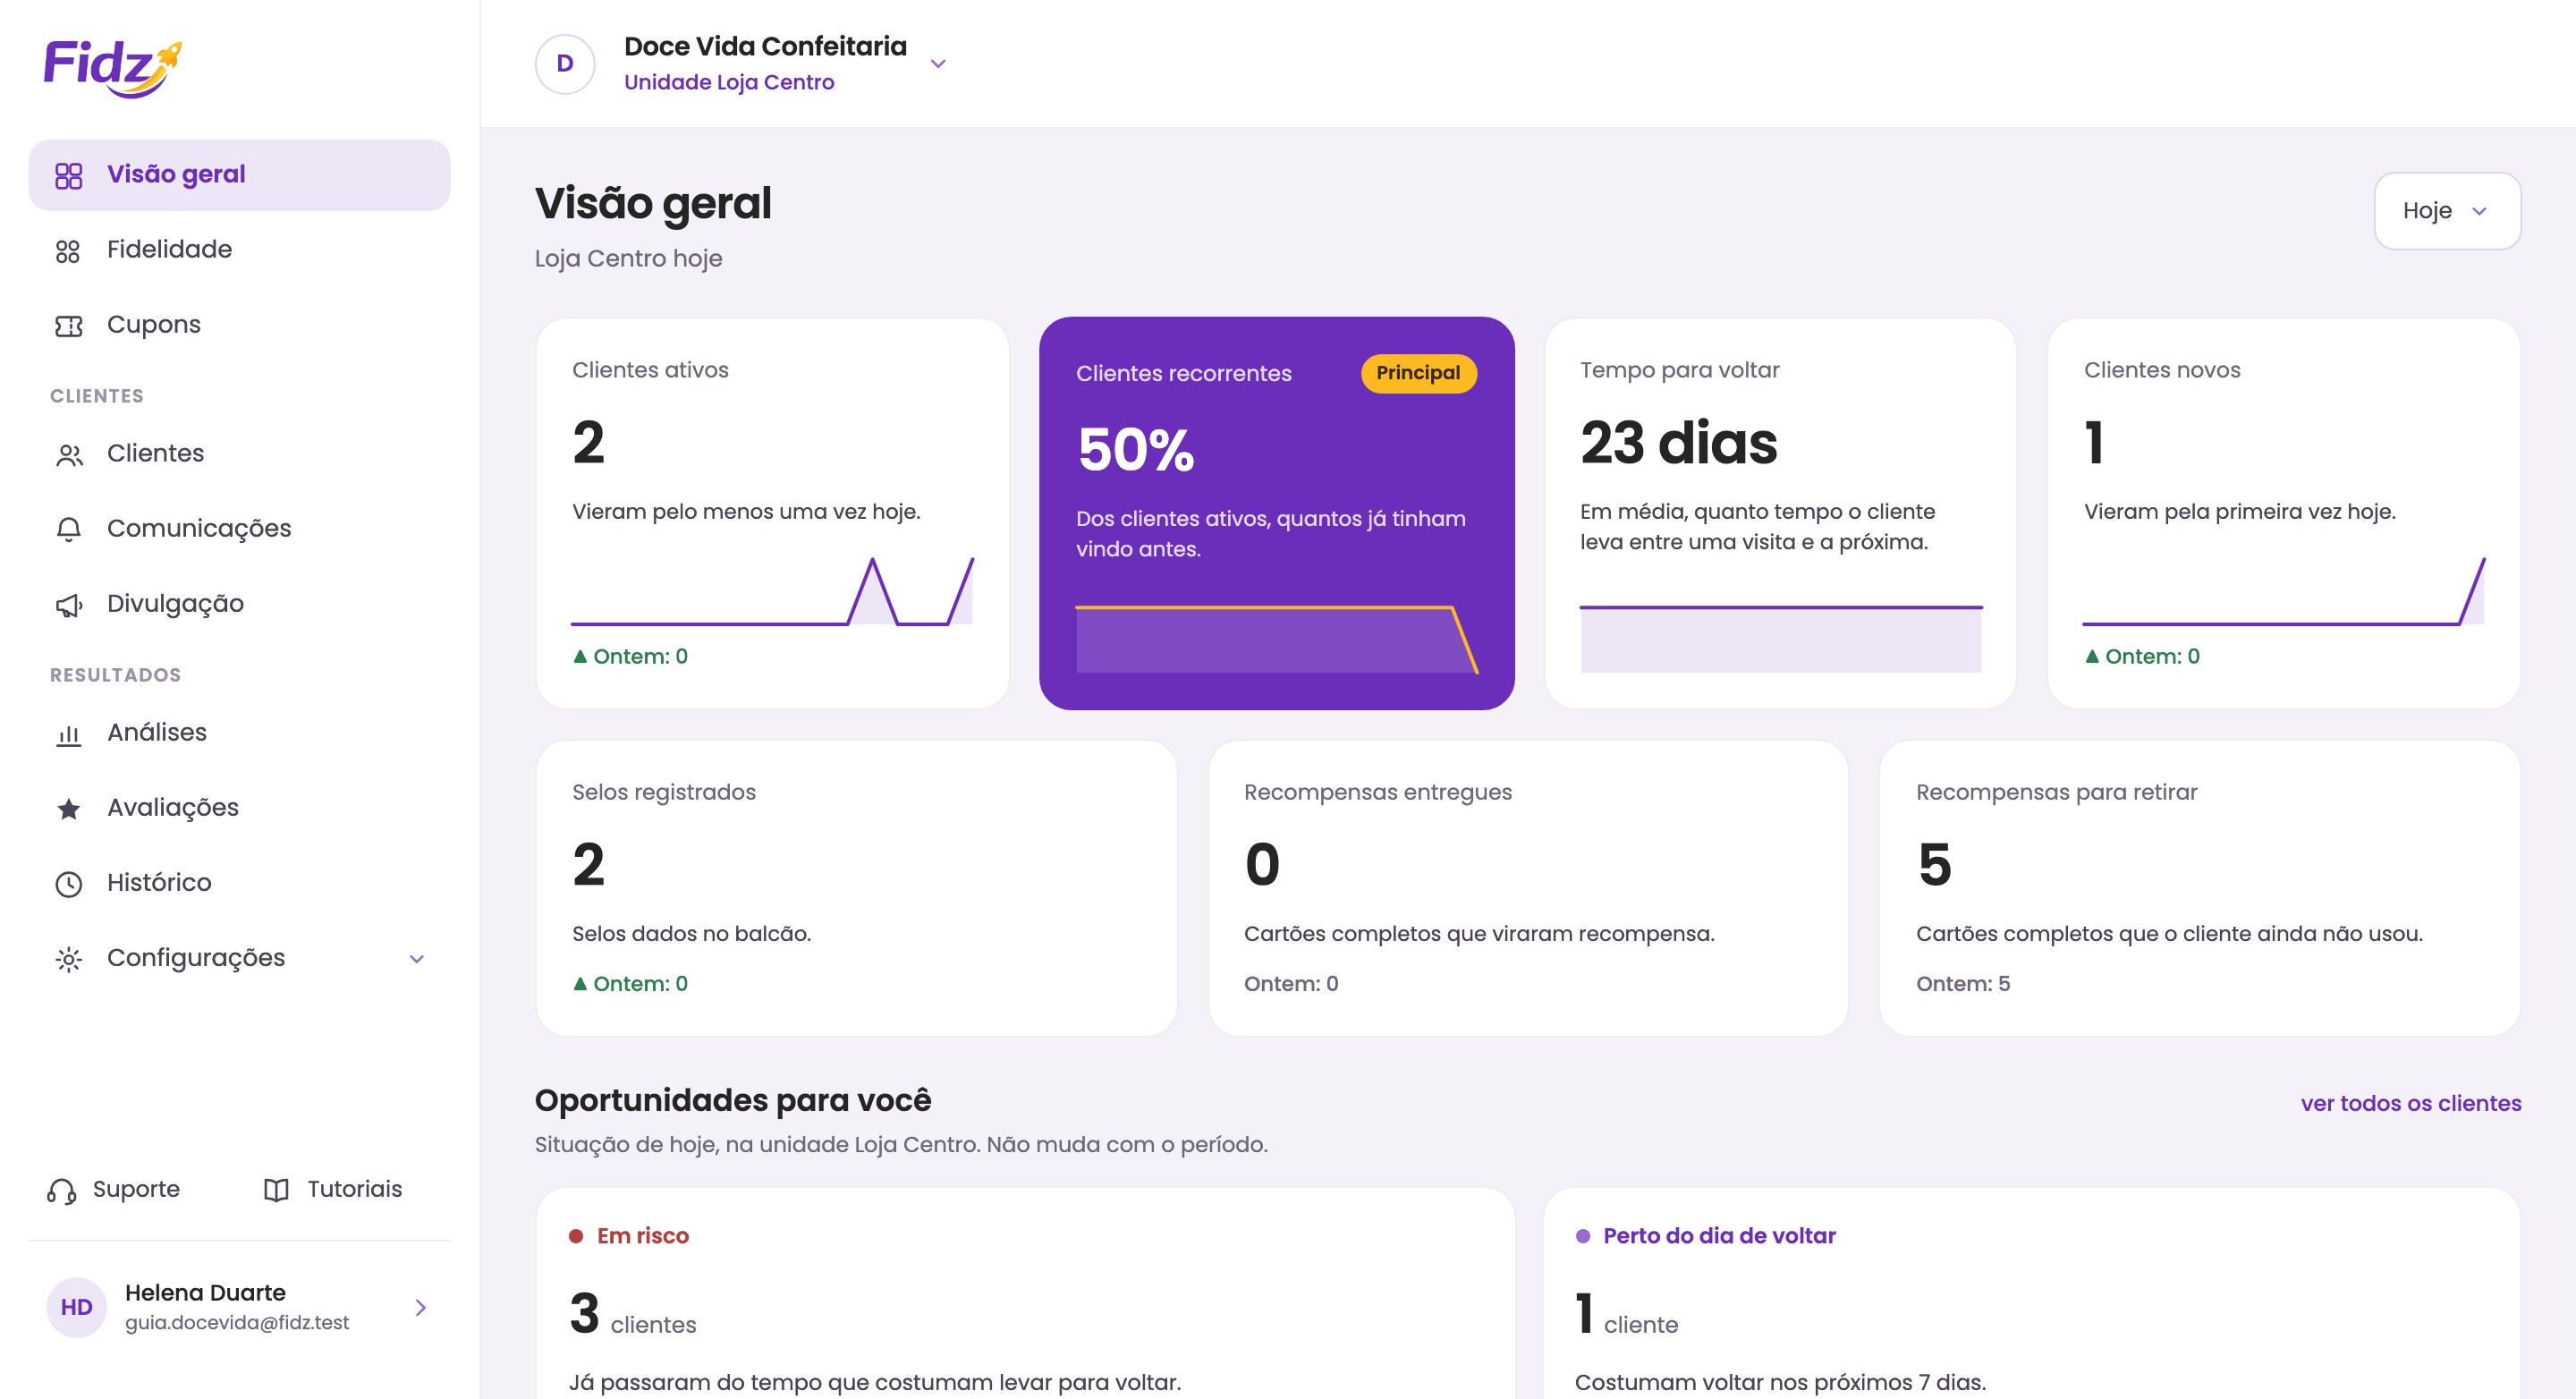 Fidz
Visão geral
Fidelidade
Cupons
CLIENTES
Clientes
Comunicações
Divulgação
RESULTADOS
Análises
Avaliações
Histórico
Configurações
Suporte
Tutoriais
HD
Helena Duarte
guia.docevida@fidz.test
D
Doce Vida Confeitaria
Unidade Loja Centro
Visão geral
Loja Centro hoje
Hoje
Clientes ativos
2
Vieram pelo menos uma vez hoje.
Ontem: 0
Clientes recorrentes
Principal
50%
Dos clientes ativos, quantos já tinham
vindo antes.
Tempo para voltar
23 dias
Em média, quanto tempo o cliente
leva entre uma visita e a próxima.
Clientes novos
1
Vieram pela primeira vez hoje.
Ontem: 0
Selos registrados
2
Selos dados no balcão.
Ontem: 0
Recompensas entregues
0
Cartões completos que viraram recompensa.
Ontem: 0
Recompensas para retirar
5
Cartões completos que o cliente ainda não usou.
Ontem: 5
Oportunidades para você
ver todos os clientes
Situação de hoje, na unidade Loja Centro. Não muda com o período.
Em risco
3 clientes
Já passaram do tempo que costumam levar para voltar.
Perto do dia de voltar
1 cliente
Costumam voltar nos próximos 7 dias.